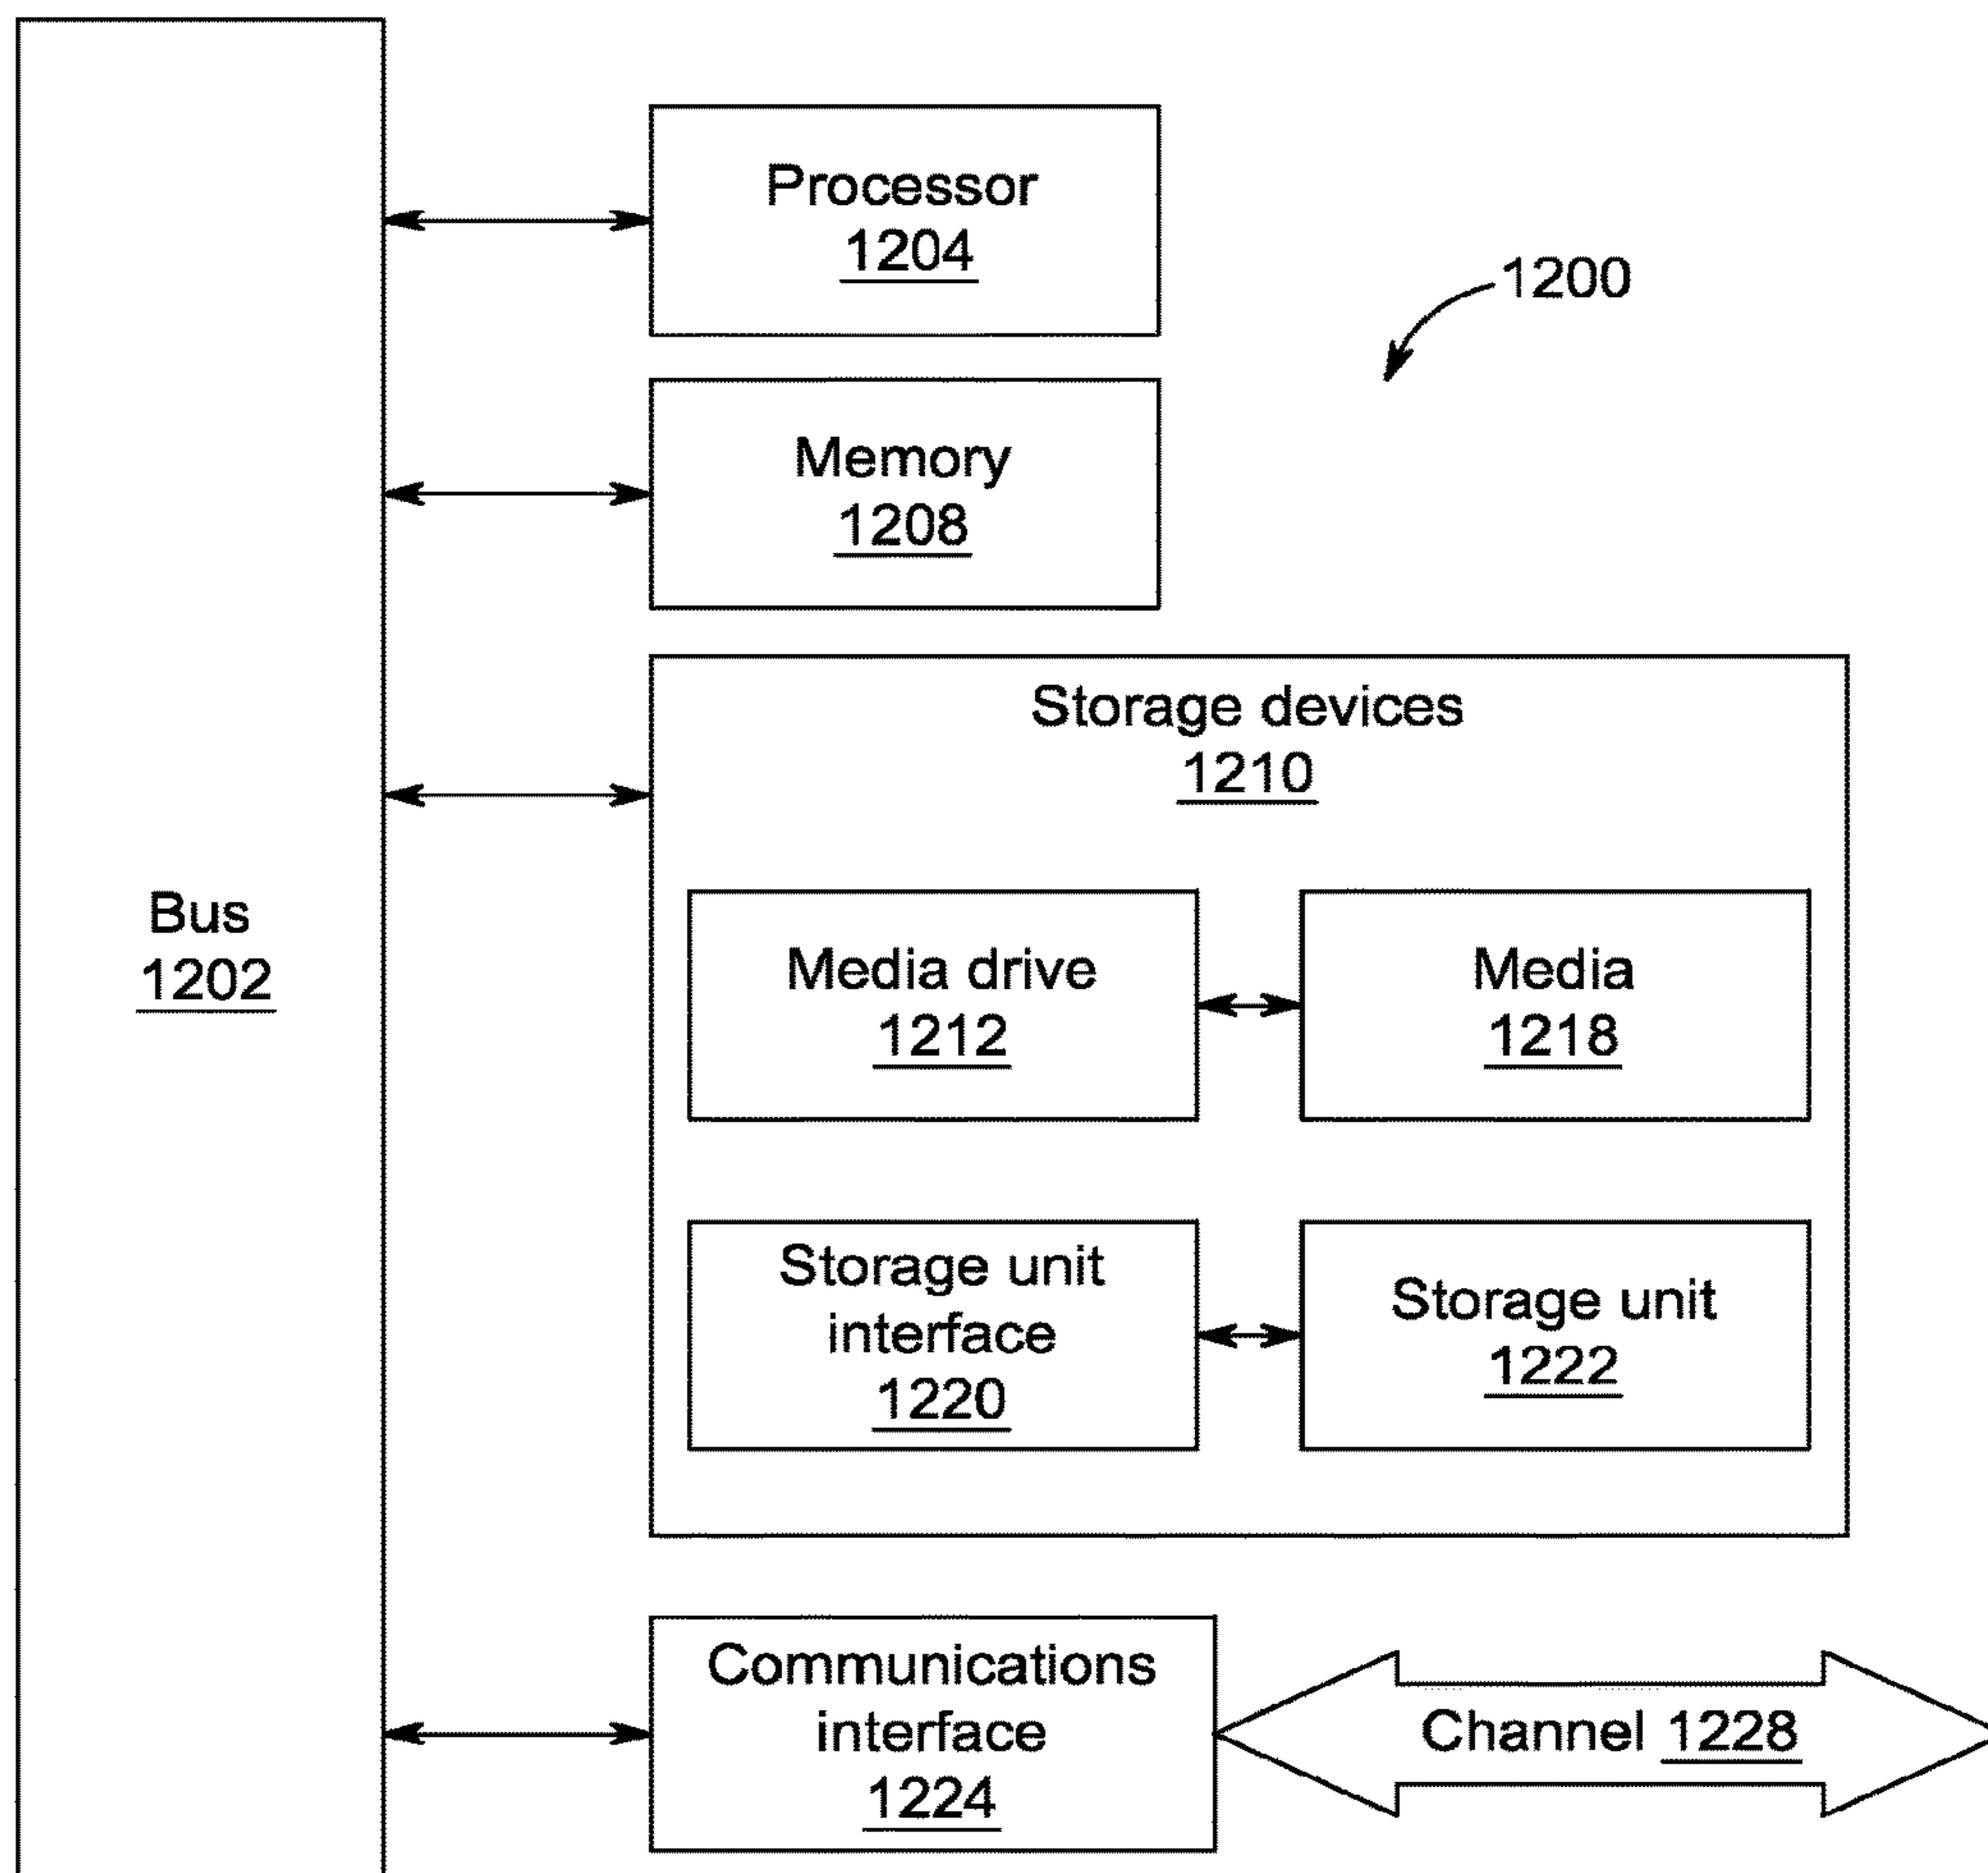 Processor
1204
1200
Memory
1208
Storage devices
1210
Bus
1202
Media drive
1212
Media
1218
Storage unit
interface
1220
Storage unit
1222
Communications
interface
1224
Channel 1228